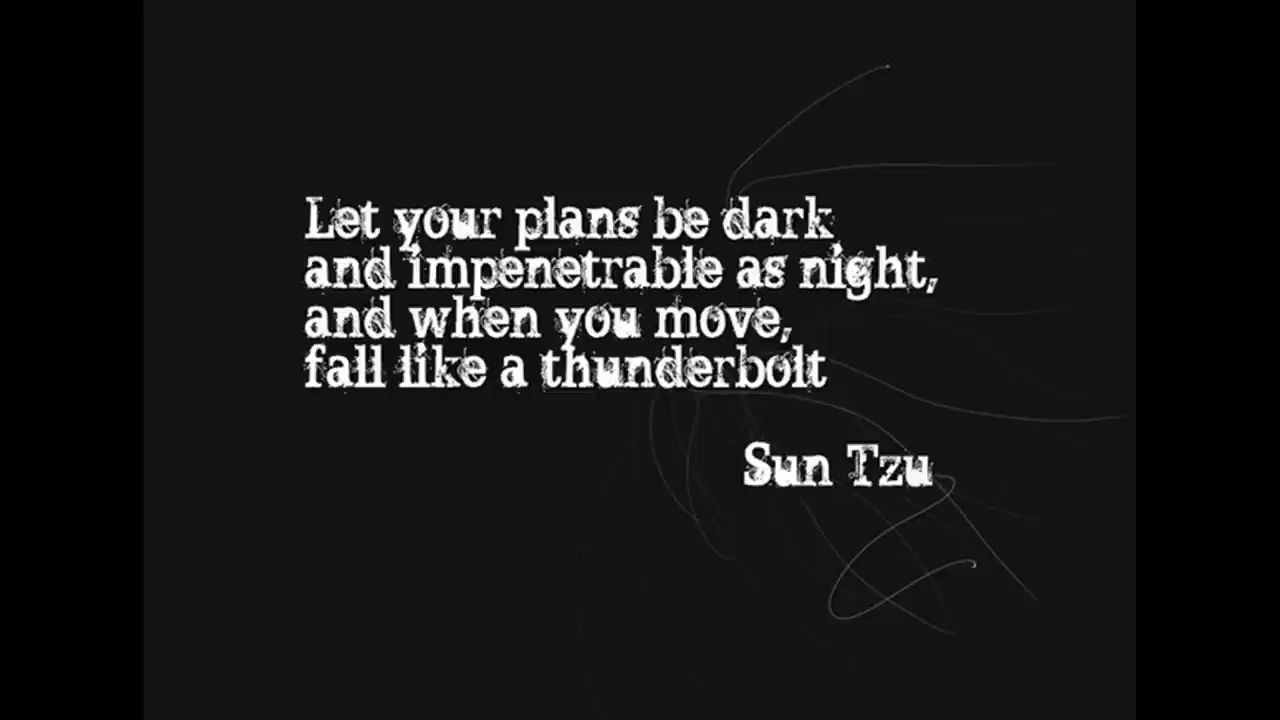 Let your plans be dark
and impenetrable as night,
and when you move,
fall like a thunderbolt
Sun Tzu